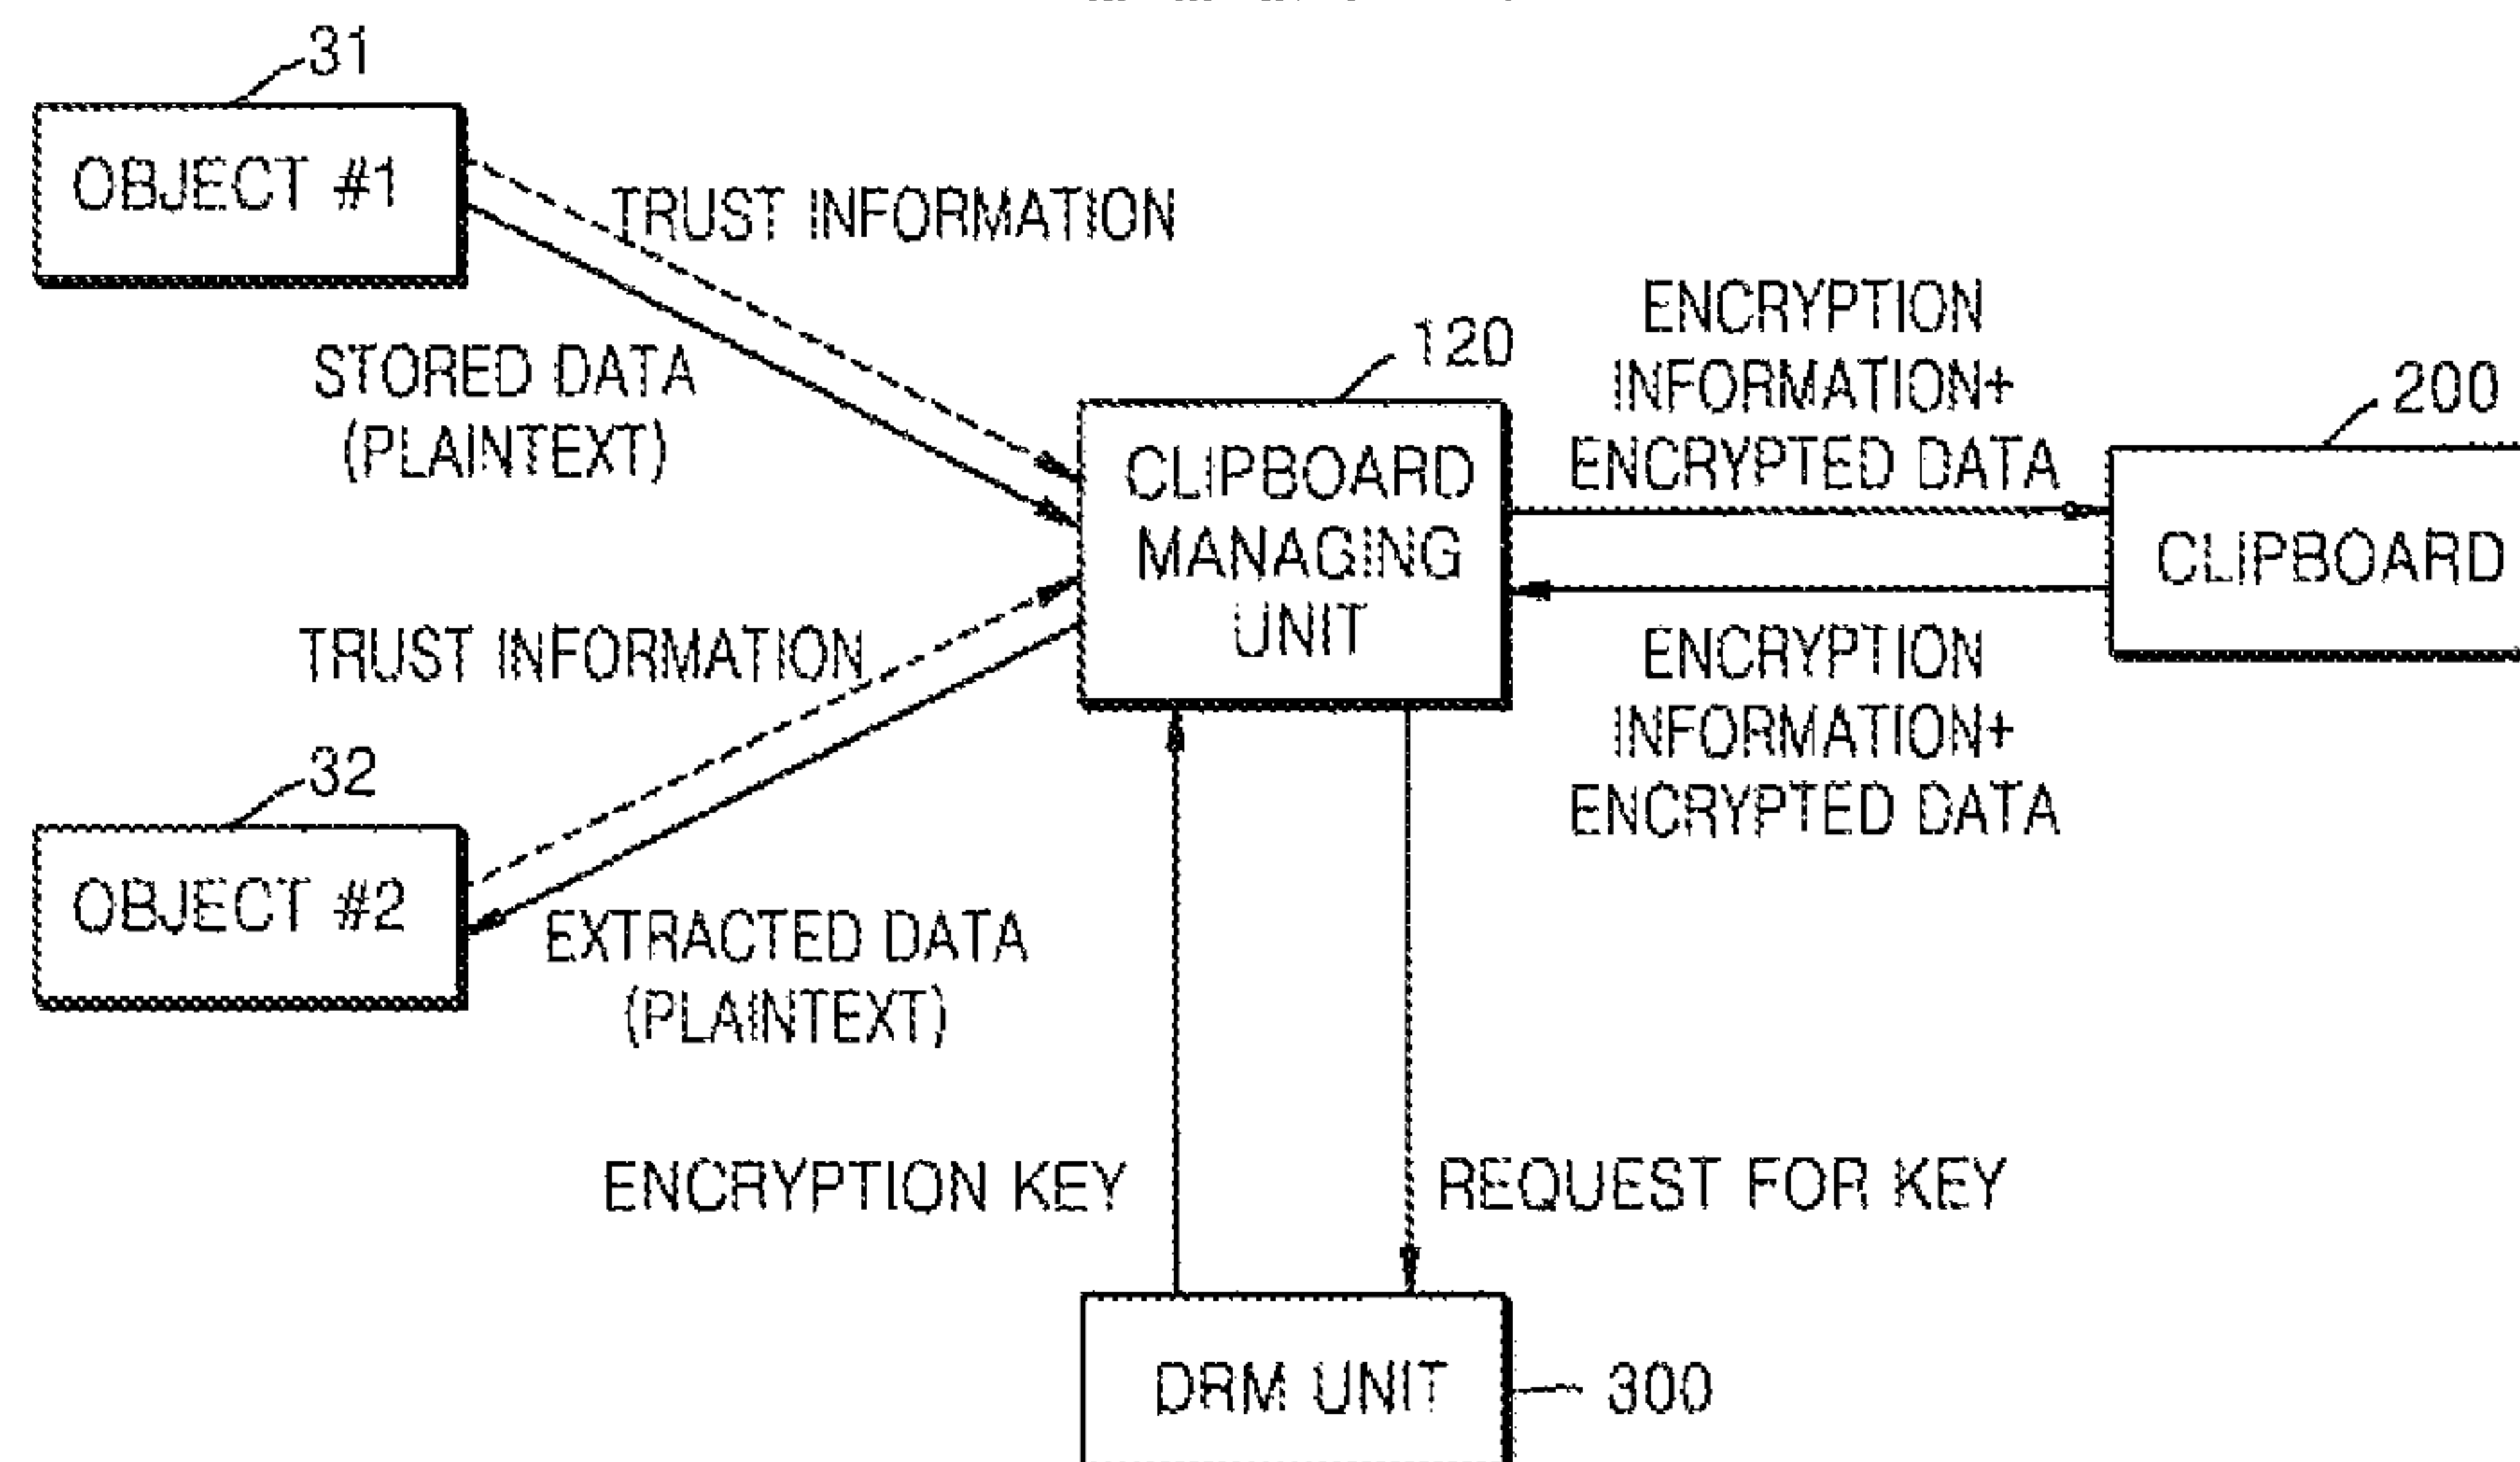 31
OBJECT #1
TRUST INFORMATION
STORED DATA
(PLAINTEXT)
120
CLIPBOARD
MANAGING
UNIT
ENCRYPTION
INFORMATION+
ENCRYPTED DATA
200
CLIPBOARD
ENCRYPTION
INFORMATION+
ENCRYPTED DATA
TRUST INFORMATION
32
OBJECT #2
EXTRACTED DATA
(PLAINTEXT)
ENCRYPTION KEY
REQUEST FOR KEY
DRM UNIT
300